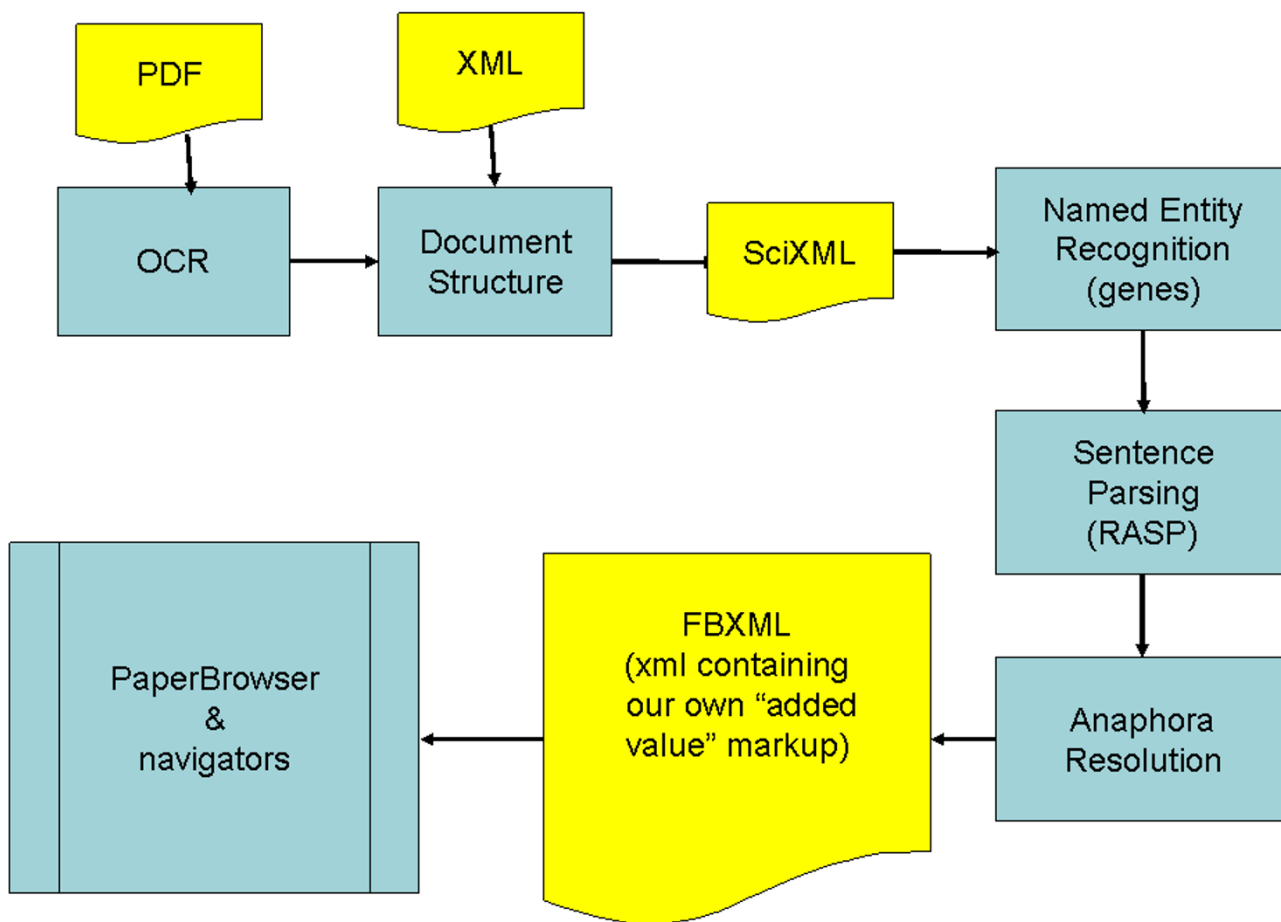 PDF
XML
OCR
Document
Structure
SciXML
Named Entity
Recognition
(genes)
Sentence
Parsing
(RASP)
Anaphora
Resolution
FBXML
(xml containing
our own “added
value” markup)
PaperBrowser
&
navigators